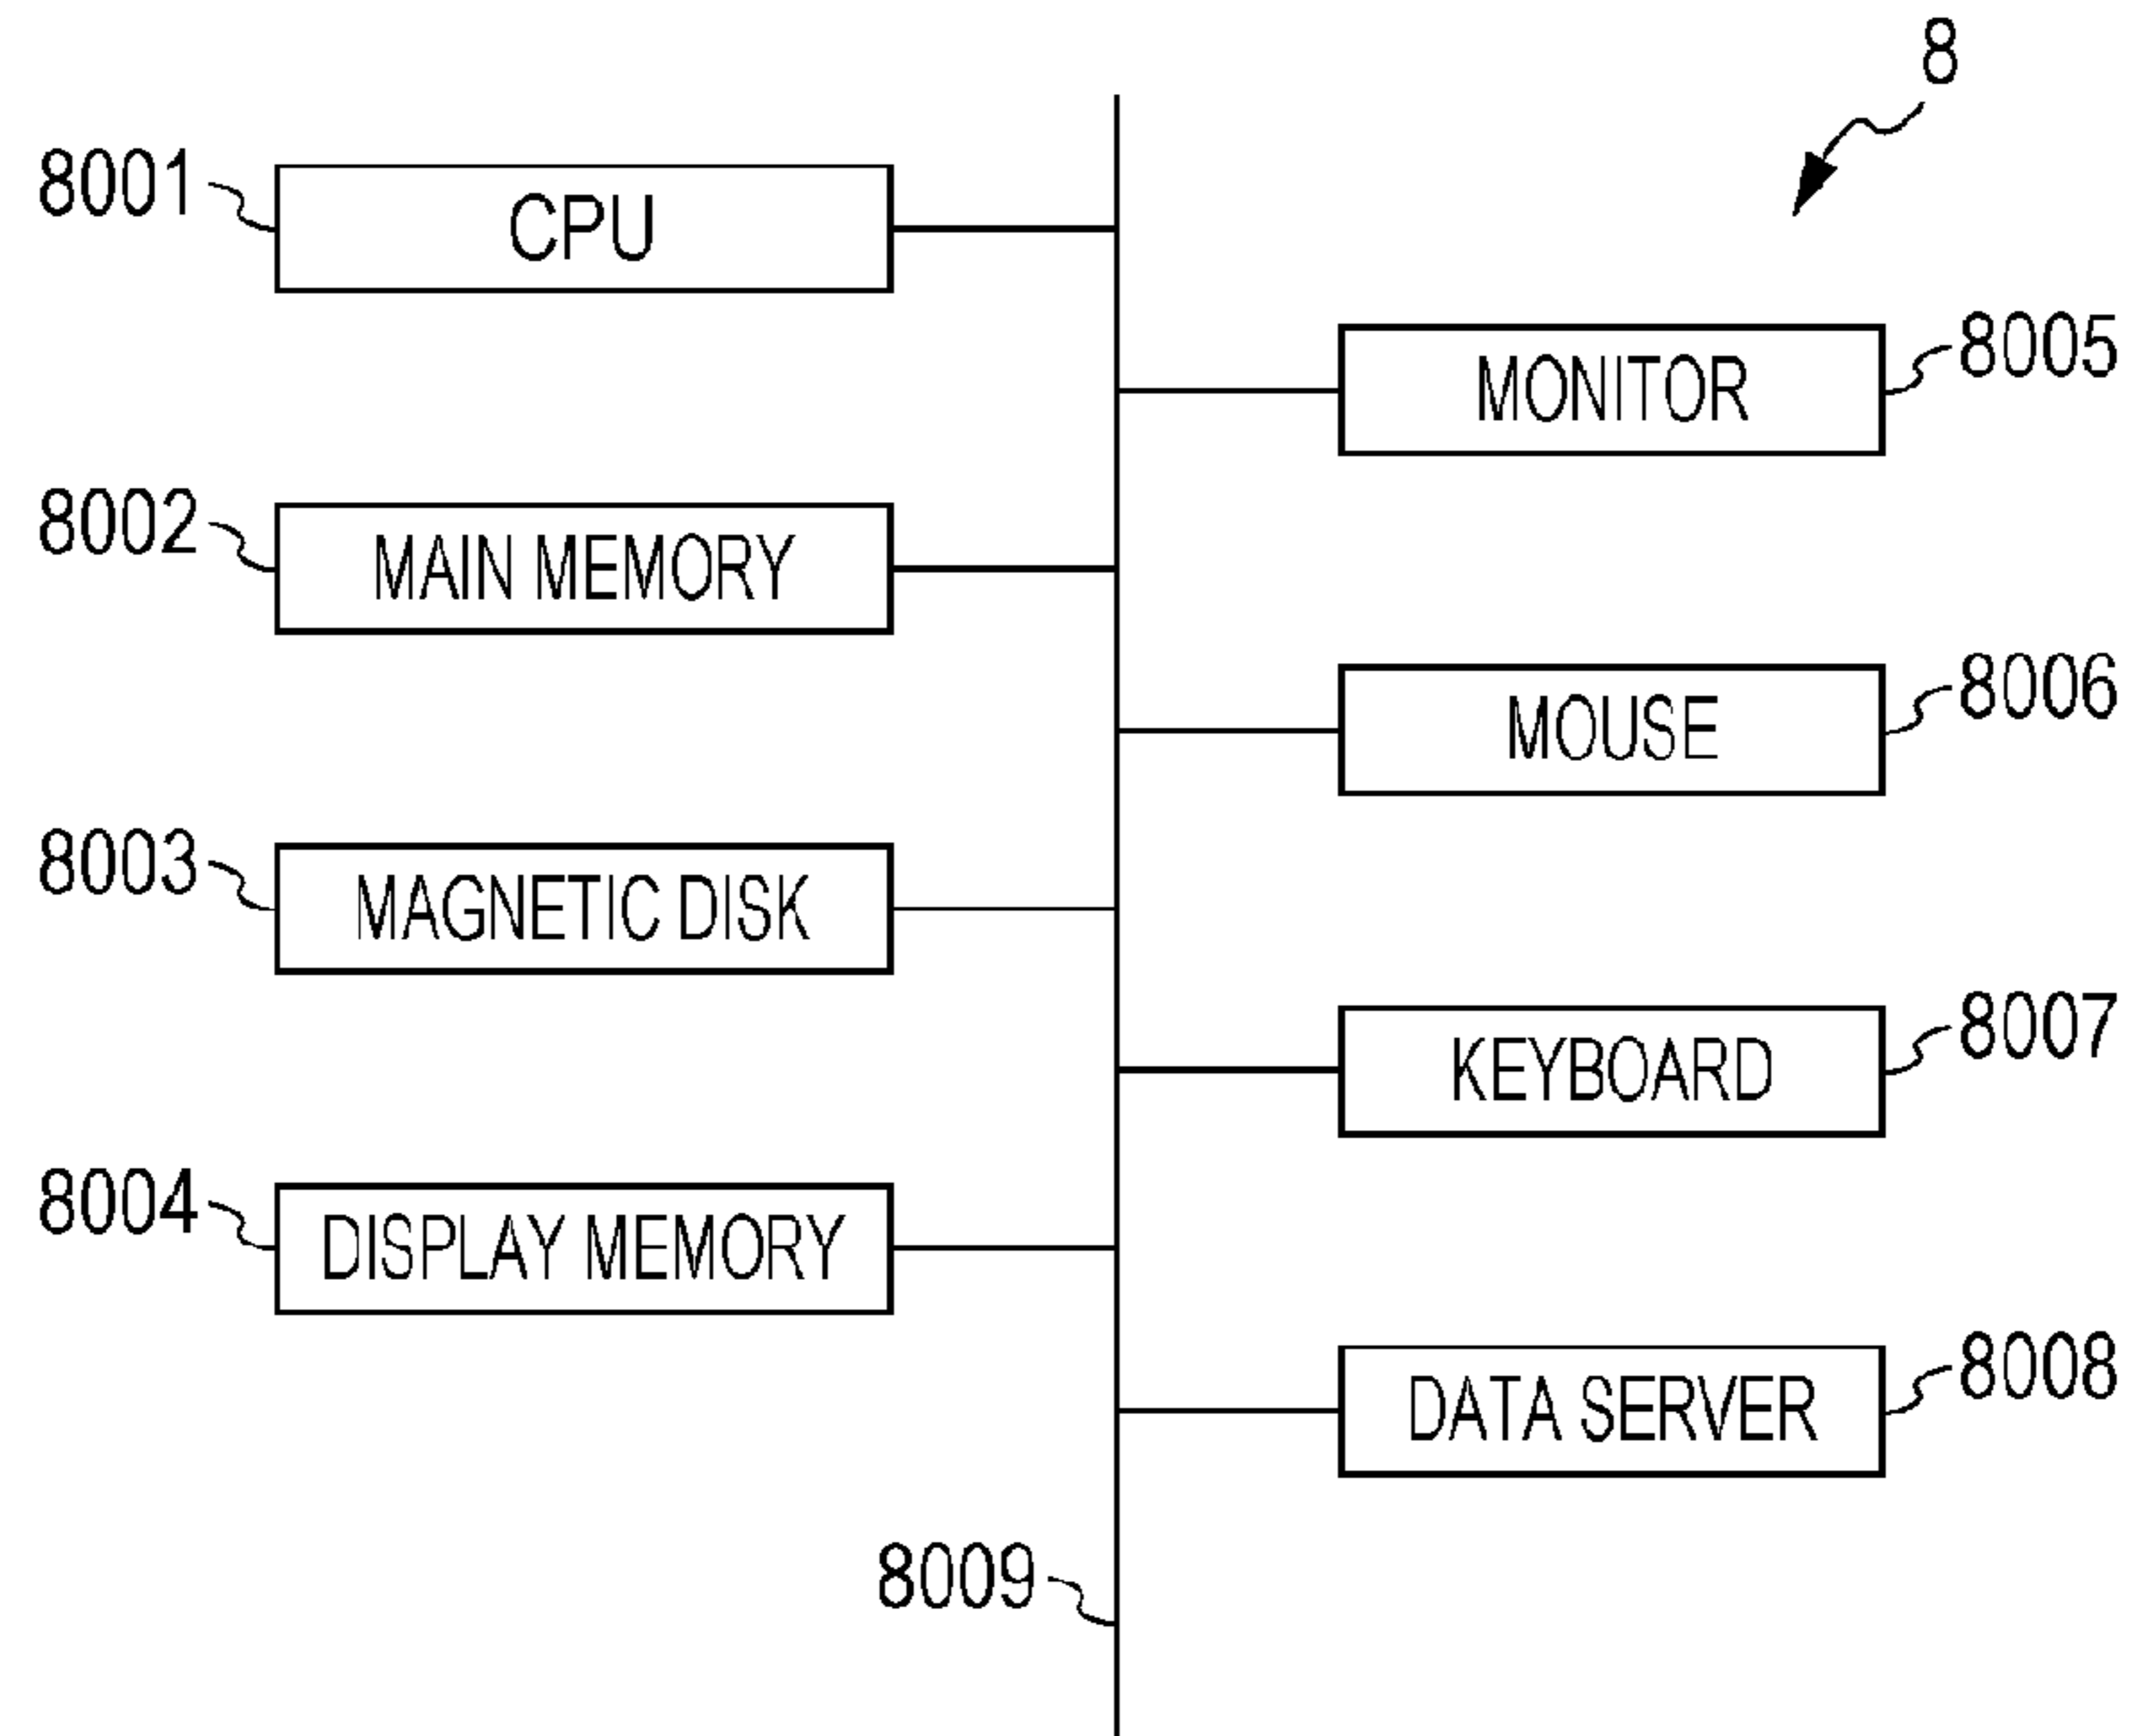 8
8001
CPU
8005
MONITOR
8002
MAIN MEMORY
8006
MOUSE
8003
MAGNETIC DISK
8007
KEYBOARD
8004
DISPLAY MEMORY
8008
DATA SERVER
8009